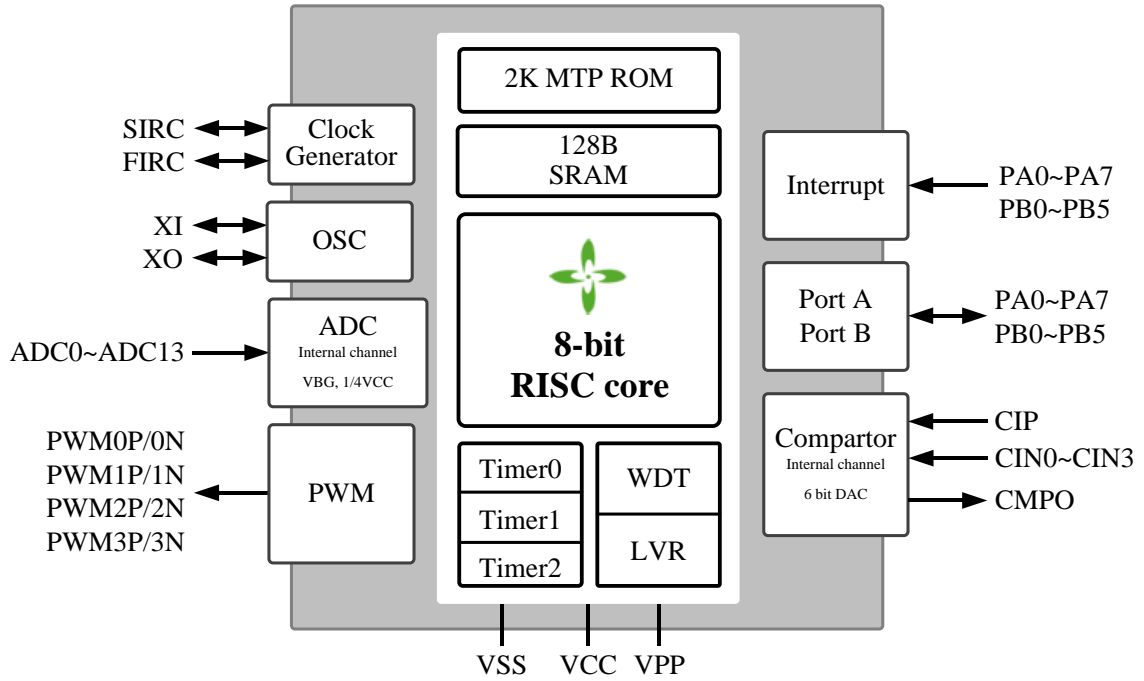 2K MTP ROM
128B
SRAM
8-bit
RISC core
Timer0
Timer1
Timer2
WDT
LVR
SIRC
FIRC
Clock
Generator
XI
XO
OSC
ADC0~ADC13
ADC
Internal channel
VBG, 1/4VCC
PWM0P/0N
PWM1P/1N
PWM2P/2N
PWM3P/3N
PWM
Interrupt
PA0~PA7
PB0~PB5
Port A
Port B
PA0~PA7
PB0~PB5
Compartor
Internal channel
6 bit DAC
CIP
CIN0~CIN3
CMPO
VSS
VCC
VPP